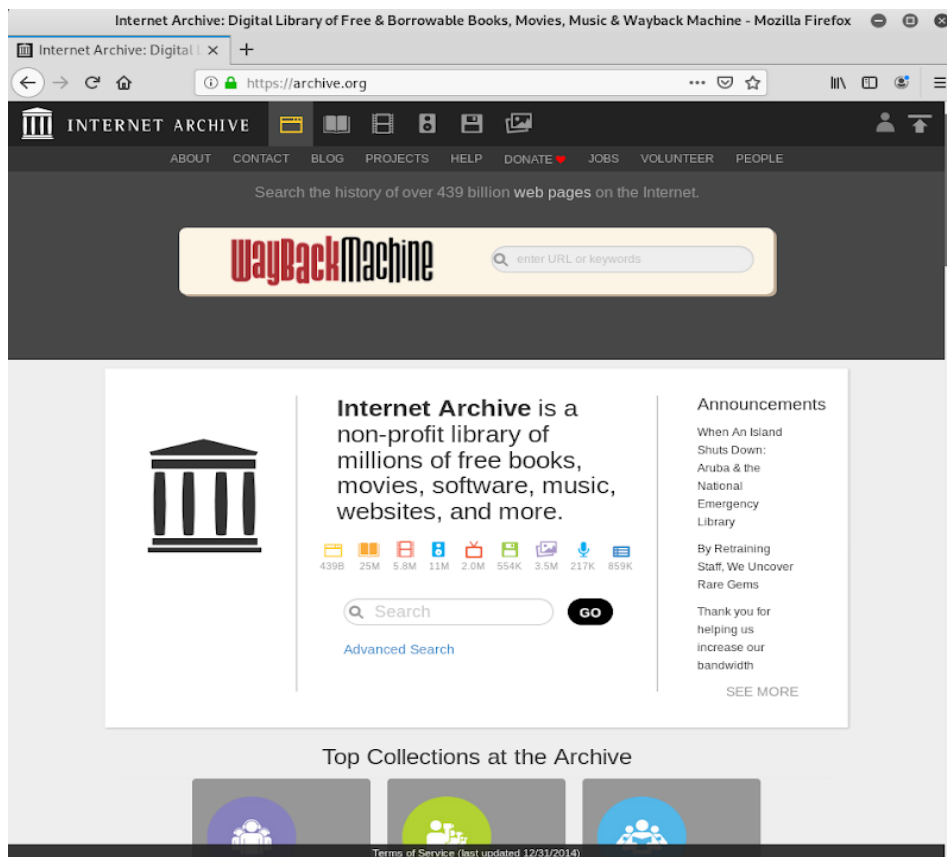 Internet Archive: Digital Library of Free & Borrowable Books, Movies, Music & Wayback Machine - Mozilla Firefox
Internet Archive: Digital L
https://archive.org
INTERNET ARCHIVE
ABOUT CONTACT BLOG PROJECTS HELP DONATE JOBS VOLUNTEER PEOPLE
Search the history of over 439 billion web pages on the Internet.
WayBackMachine
enter URL or keywords
Internet Archive is a
non-profit library of
millions of free books,
movies, software, music,
websites, and more.
439B 25M 5.8M 11M 2.0M 554K 3.5M 217K 859K
Search
GO
Advanced Search
Announcements
When An Island
Shuts Down:
Aruba & the
National
Emergency
Library
By Retraining
Staff, We Uncover
Rare Gems
Thank you for
helping us
increase our
bandwidth
SEE MORE
Top Collections at the Archive
Terms of Service (last updated 12/31/2014)